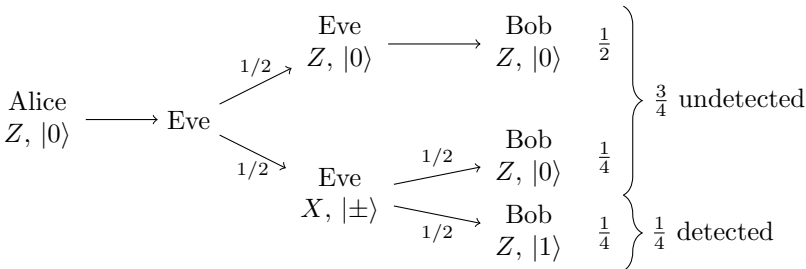 Eve
Z, |0⟩
Bob
Z, |0⟩
1/2
1/2
3/4 undetected
Alice
Z, |0⟩
Eve
1/2
Eve
X, |±⟩
1/2
Bob
Z, |0⟩
1/4
1/2
Bob
Z, |1⟩
1/4
1/4 detected